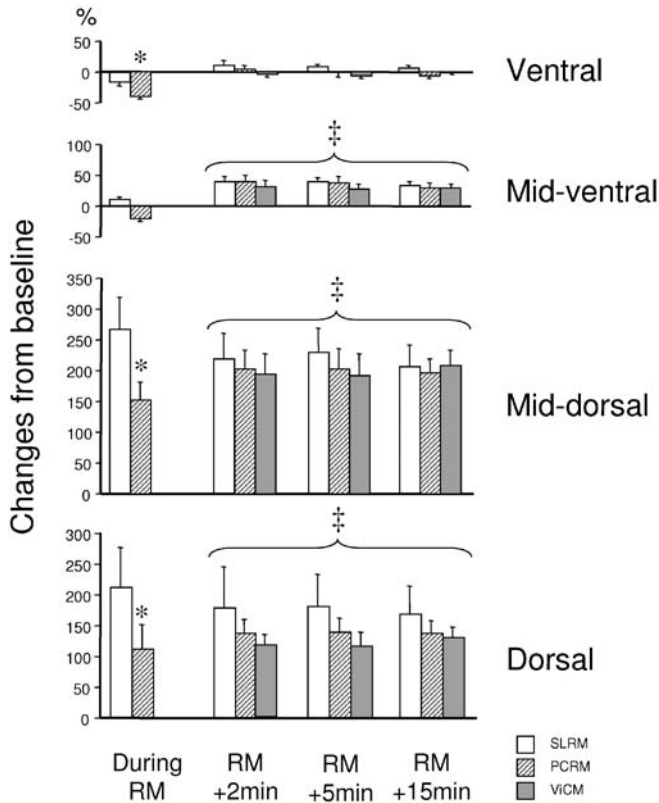 %
50
0
-50
*
Ventral
‡
100
50
0
-50
Mid-ventral
‡
350
300
250
200
150
100
50
0
*
Mid-dorsal
‡
300
250
200
150
100
50
0
*
Dorsal
Changes from baseline
During
RM
RM
+2min
RM
+5min
RM
+15min
SLRM
PCRM
ViCM